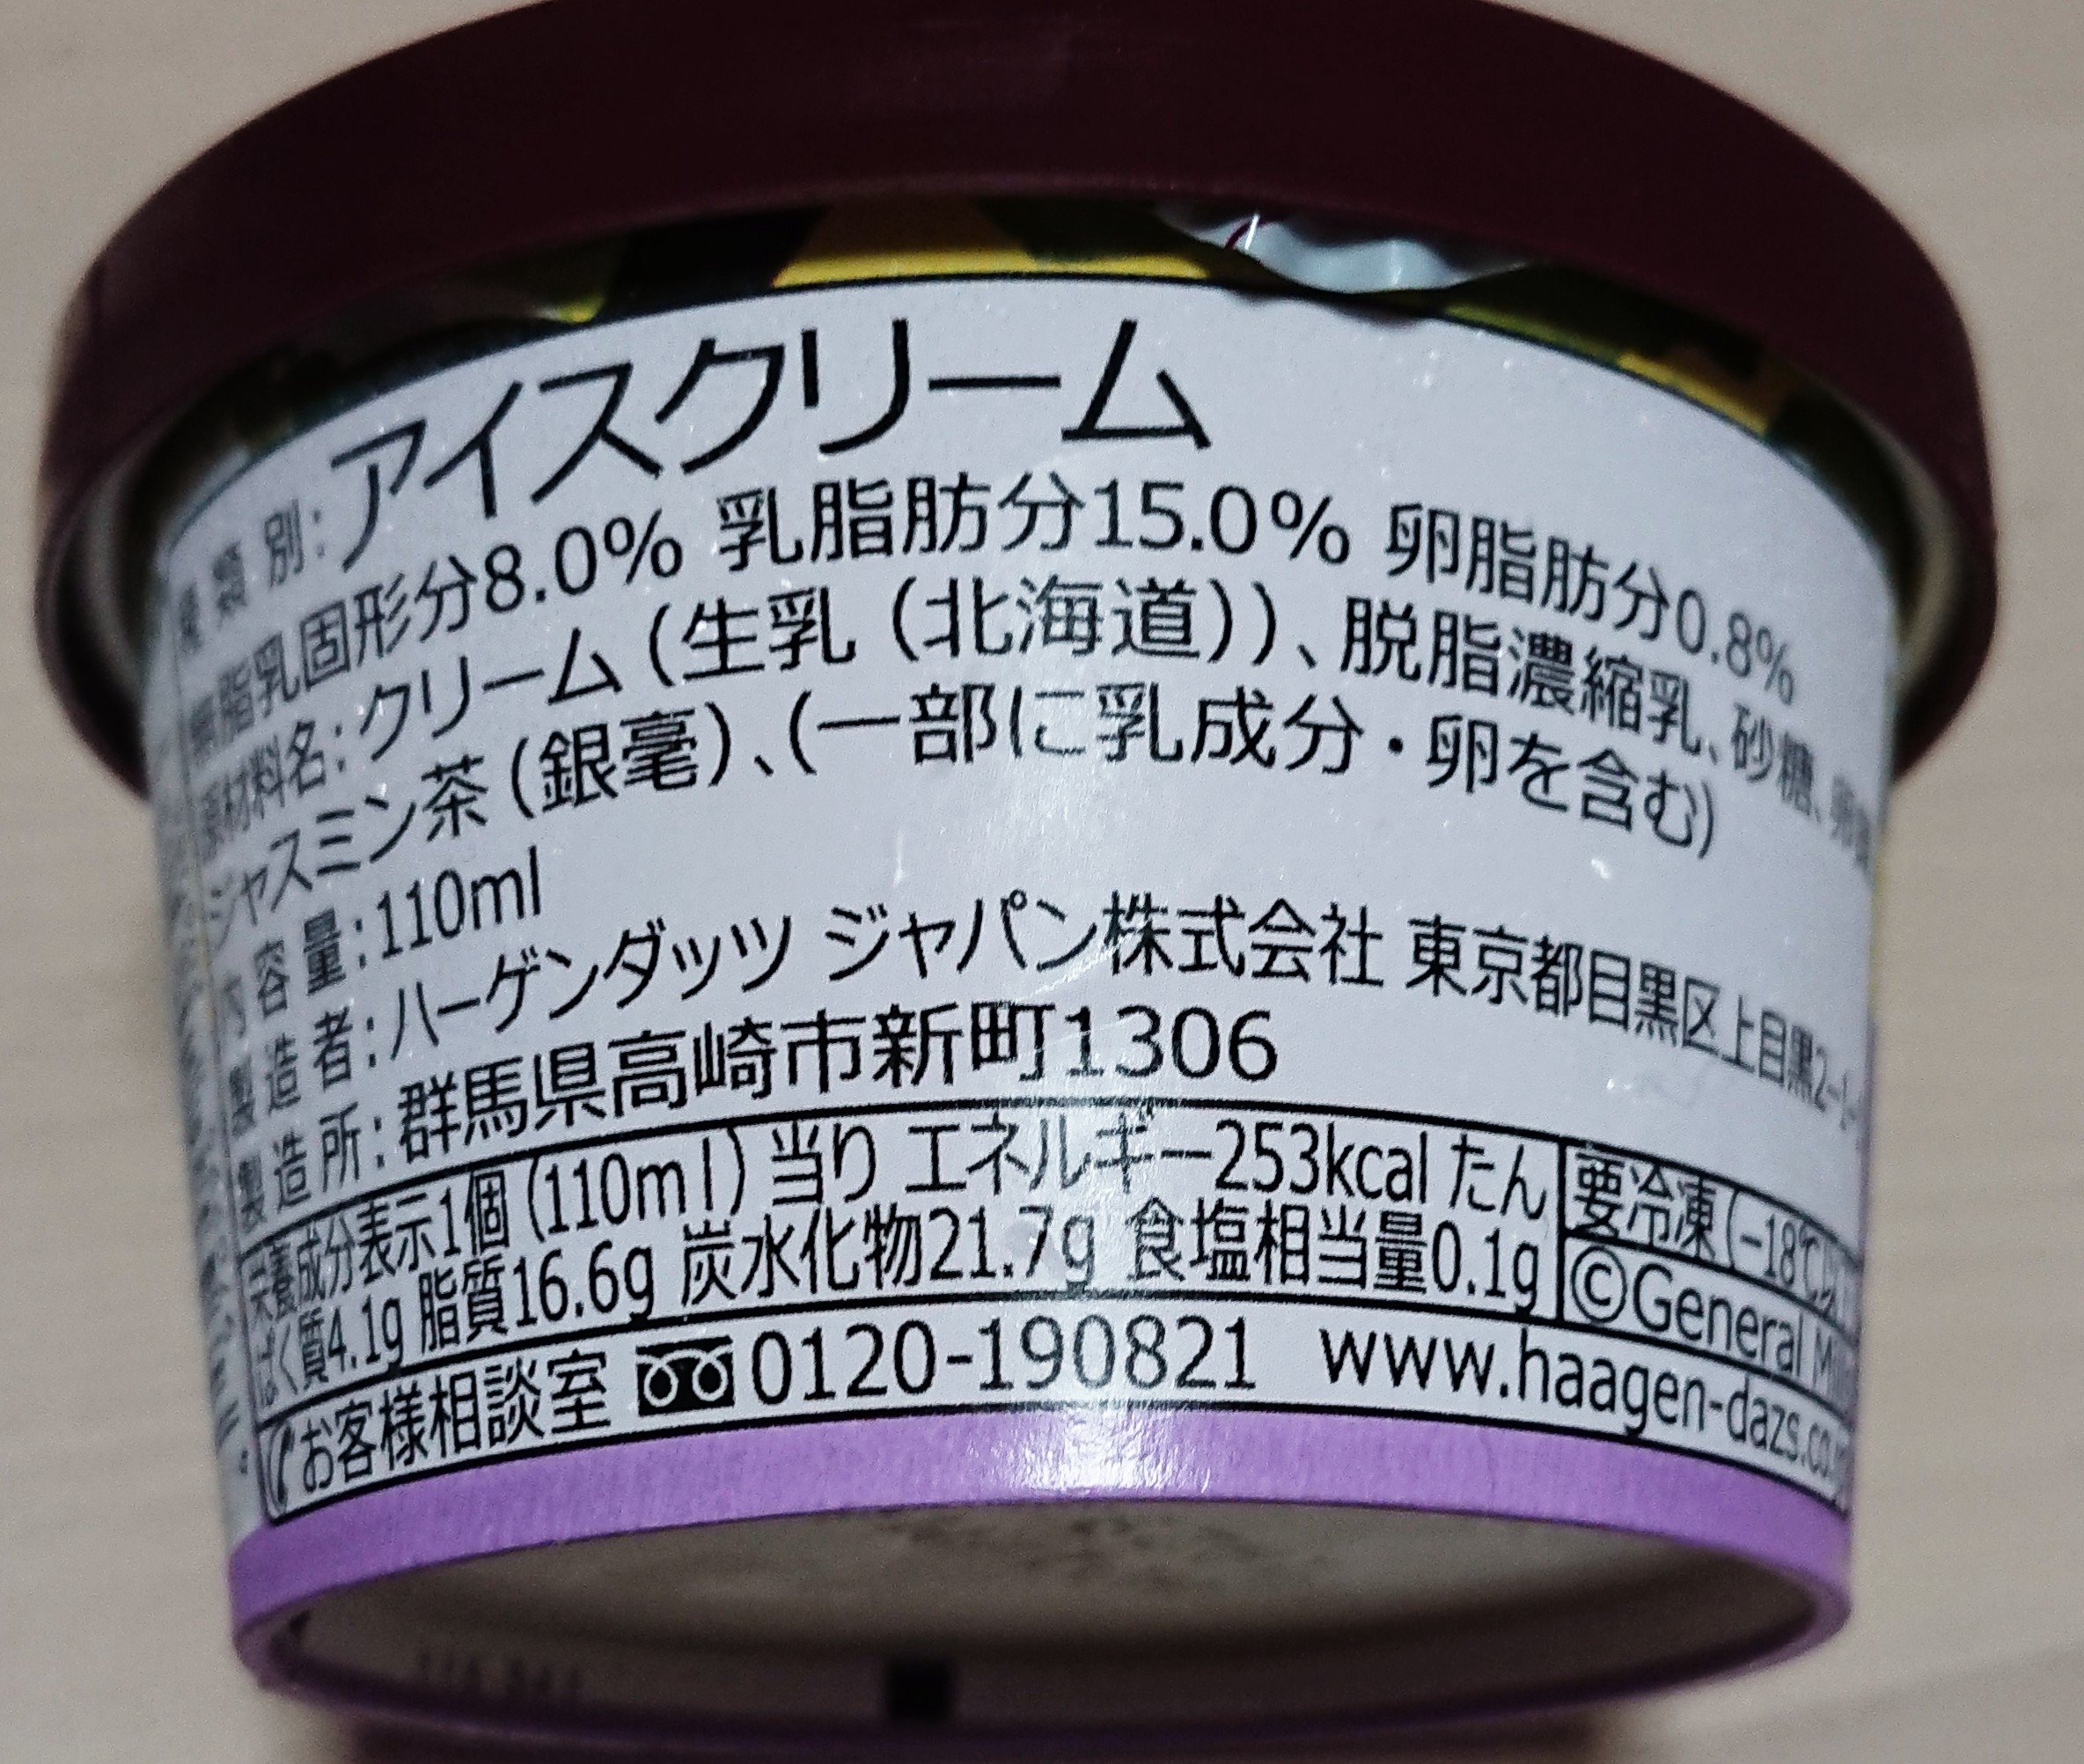 種類別:アイスクリーム
無脂乳固形分8.0% 乳脂肪分15.0% 卵脂肪分0.8%
原材料名:クリーム(生乳(北海道))、脱脂濃縮乳、砂糖、卵黄
ジャスミン茶(銀毫)、(一部に乳成分・卵を含む)
内容量:110ml
製造者:ハーゲンダッツ ジャパン株式会社 東京都目黒区上目黒2-1-
製造所:群馬県高崎市新町1306
栄養成分表示1個(110ml)当り エネルギー253kcal たん
ぱく質4.1g 脂質16.6g 炭水化物21.7g 食塩相当量0.1g
要冷凍(-18℃以
©General Mills
お客様相談室 0120-190821 www.haagen-dazs.co.jp